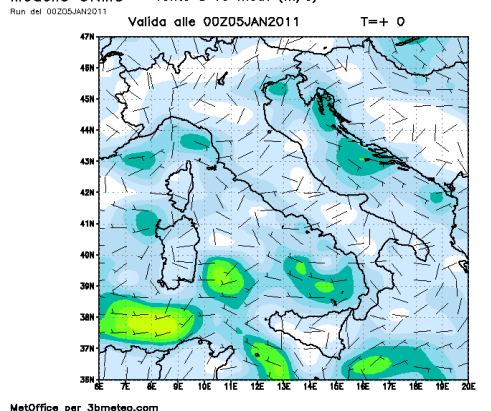 Run del 00Z05JAN2011
Valida alle 00Z05JAN2011 T=+ 0
47N
46N
45N
44N
43N
42N
41N
40N
39N
38N
37N
36N
6E 7E 8E 9E 10E 11E 12E 13E 14E 15E 16E 17E 18E 19E 20E
MetOffice per 3bmeteo.com